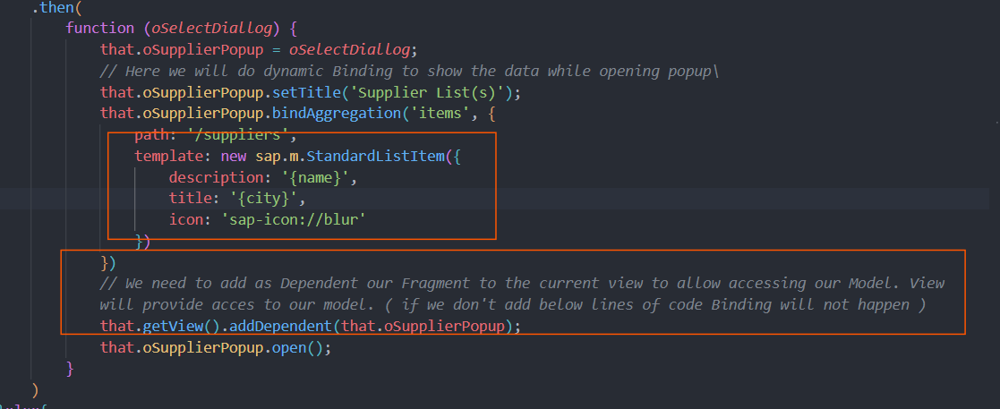 .then(
function (oSelectDiallog) {
that.oSupplierPopup = oSelectDiallog;
// Here we will do dynamic Binding to show the data while opening popup\
that.oSupplierPopup.setTitle('Supplier List(s)');
that.oSupplierPopup.bindAggregation('items', {
path: '/suppliers',
template: new sap.m.StandardListItem({
description: '{name}',
title: '{city}',
icon: 'sap-icon://blur'
})
})
// We need to add as Dependent our Fragment to the current view to allow accessing our Model. View
will provide acces to our model. ( if we don't add below lines of code Binding will not happen )
that.getView().addDependent(that.oSupplierPopup);
that.oSupplierPopup.open();
}
)